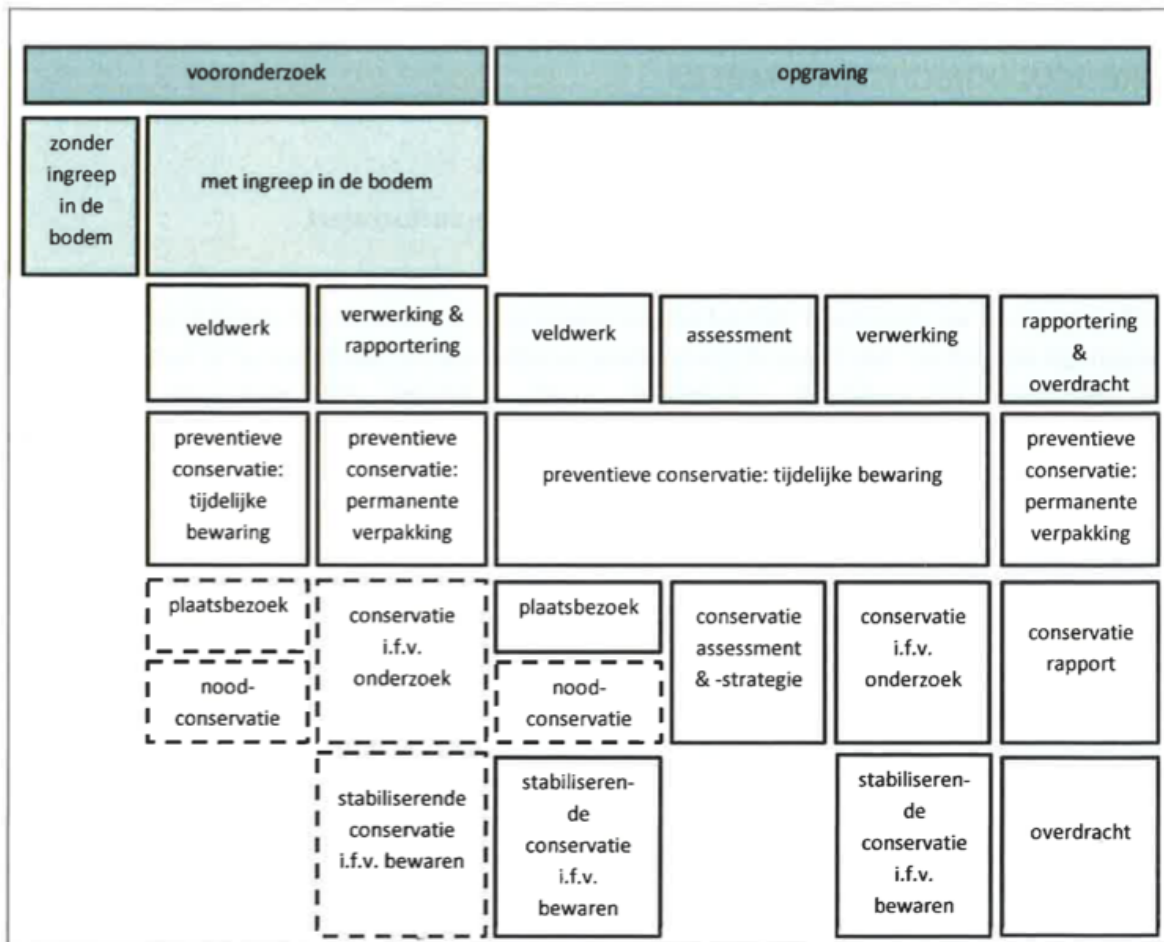 vooronderzoek
opgraving
zonder
ingreep
in de
bodem
met ingreep in de bodem
veldwerk
verwerking &
rapportering
veldwerk
assessment
verwerking
rapportering
&
overdracht
preventieve
conservatie:
tijdelijke
bewaring
preventieve
conservatie:
permanente
verpakking
preventieve conservatie: tijdelijke bewaring
preventieve
conservatie:
permanente
verpakking
plaatsbezoek
nood-
conservatie
conservatie
i.f.v.
onderzoek
plaatsbezoek
nood-
conservatie
conservatie
assessment
& -strategie
conservatie
i.f.v.
onderzoek
conservatie
rapport
stabiliserende
conservatie
i.f.v. bewaren
stabiliseren-
de
conservatie
i.f.v.
bewaren
stabiliseren-
de
conservatie
i.f.v.
bewaren
overdracht